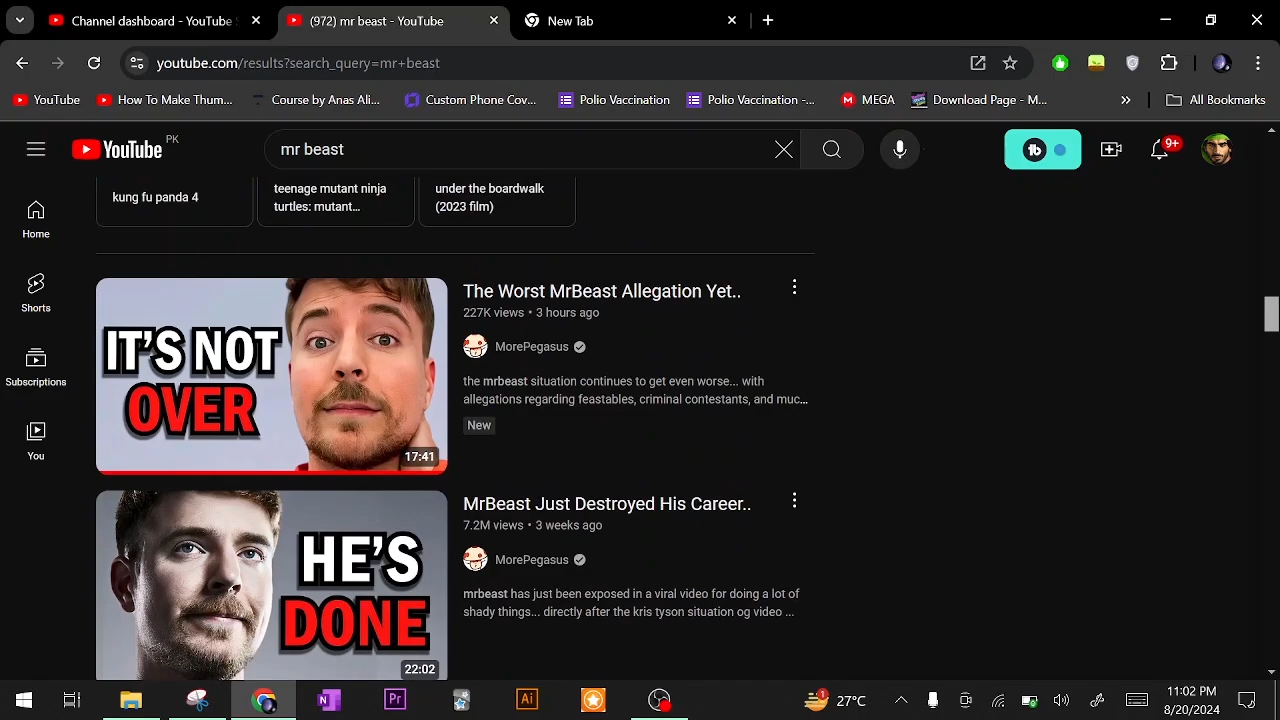 Channel dashboard - YouTube S
(972) mr beast - YouTube
New Tab
youtube.com/results?search_query=mr+beast
YouTube
How To Make Thum...
Course by Anas Ali...
Custom Phone Cov...
Polio Vaccination
Polio Vaccination -...
MEGA
Download Page - M...
All Bookmarks
YouTube PK
mr beast
9+
Home
Shorts
Subscriptions
You
kung fu panda 4
teenage mutant ninja
turtles: mutant...
under the boardwalk
(2023 film)
IT'S NOT
OVER
17:41
The Worst MrBeast Allegation Yet..
227K views • 3 hours ago
MorePegasus
the mrbeast situation continues to get even worse... with
allegations regarding feastables, criminal contestants, and muc...
New
HE'S
DONE
22:02
MrBeast Just Destroyed His Career..
7.2M views • 3 weeks ago
MorePegasus
mrbeast has just been exposed in a viral video for doing a lot of
shady things... directly after the kris tyson situation og video ...
N
Pr
Ai
1
27°C
11:02 PM
8/20/2024